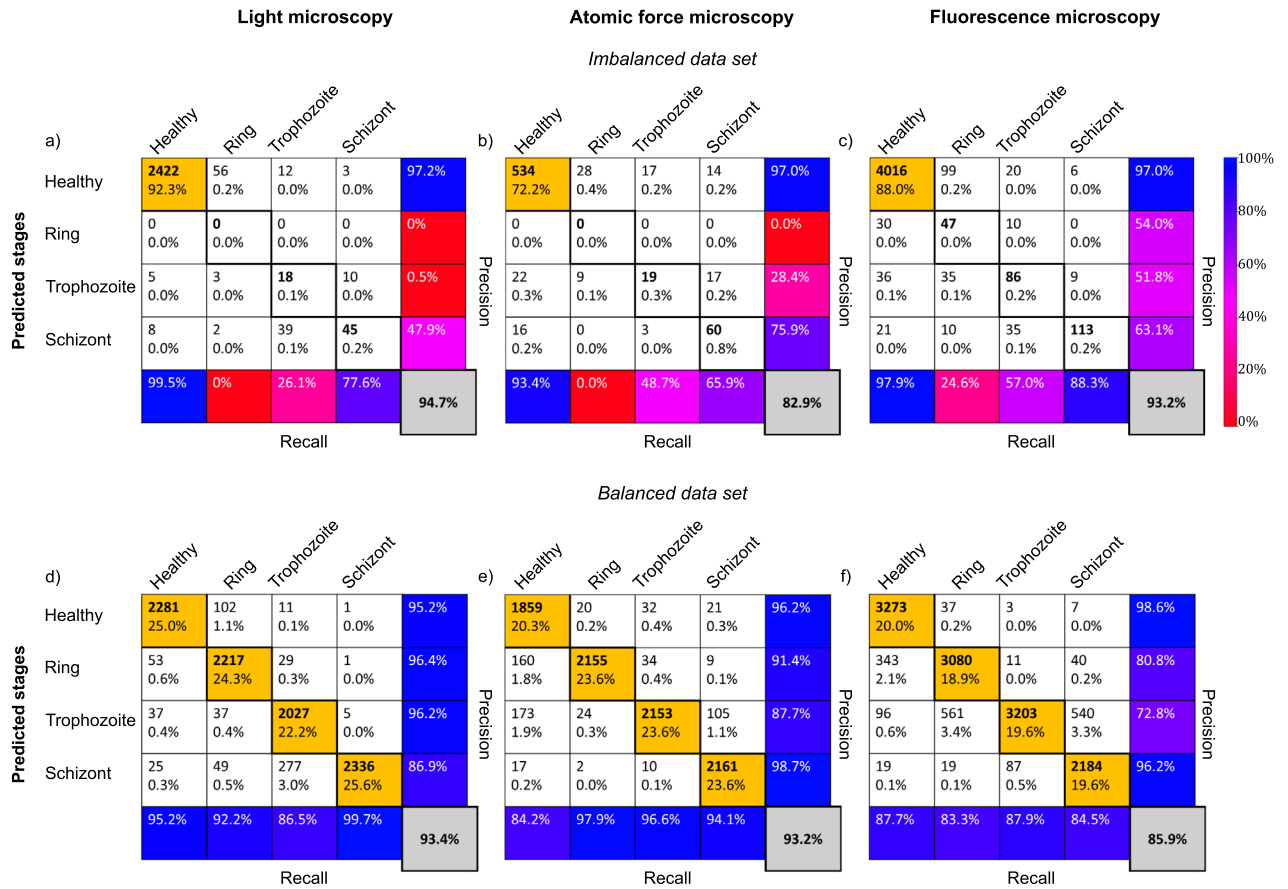 Light microscopy Atomic force microscopy Fluorescence microscopy
Imbalanced data set
a) Healthy Ring Trophozoite Schizont b) Healthy Ring Trophozoite Schizont c) Healthy Ring Trophozoite Schizont
Predicted stages
Healthy 2422 56 12 3 97.2% 534 28 17 14 97.0% 4016 99 20 6 97.0% 100%
92.3% 0.2% 0.0% 0.0% 72.2% 0.4% 0.2% 0.2% 88.0% 0.2% 0.0% 0.0%
80%
Ring 0 0 0 0 0% 0 0 0 0 0.0% 30 47 10 0 54.0%
0.0% 0.0% 0.0% 0.0% 0.0% 0.0% 0.0% 0.0% 0.0% 0.0% 0.0% 0.0%
60%
Trophozoite 5 3 18 10 0.5% 22 9 19 17 28.4% 36 35 86 9 51.8%
0.0% 0.0% 0.1% 0.0% 0.3% 0.1% 0.3% 0.2% 0.1% 0.1% 0.2% 0.0%
Precision Precision Precision
40%
Schizont 8 2 39 45 47.9% 16 0 3 60 75.9% 21 10 35 113 63.1%
0.0% 0.0% 0.1% 0.2% 0.2% 0.0% 0.0% 0.8% 0.0% 0.0% 0.0% 0.2%
20%
99.5% 0% 26.1% 77.6% 94.7% 93.4% 0.0% 48.7% 65.9% 82.9% 97.9% 24.6% 57.0% 88.3% 93.2%
0%
Recall Recall Recall
Balanced data set
d) Healthy Ring Trophozoite Schizont e) Healthy Ring Trophozoite Schizont f) Healthy Ring Trophozoite Schizont
Predicted stages
Healthy 2281 102 11 1 95.2% 1859 20 32 21 96.2% 3273 37 3 7 98.6%
25.0% 1.1% 0.1% 0.0% 20.3% 0.2% 0.4% 0.3% 20.0% 0.2% 0.0% 0.0%
Ring 53 2217 29 1 96.4% 160 2155 34 9 91.4% 343 3080 11 40 80.8%
0.6% 24.3% 0.3% 0.0% 1.8% 23.6% 0.4% 0.1% 2.1% 18.9% 0.0% 0.2%
Trophozoite 37 37 2027 5 96.2% 173 24 2153 105 87.7% 96 561 3203 540 72.8%
0.4% 0.4% 22.2% 0.0% 1.9% 0.3% 23.6% 1.1% 0.6% 3.4% 19.6% 3.3%
Precision Precision Precision
Schizont 25 49 277 2336 86.9% 17 2 10 2161 98.7% 19 19 87 2184 96.2%
0.3% 0.5% 3.0% 25.6% 0.2% 0.0% 0.1% 23.6% 0.1% 0.1% 0.5% 19.6%
95.2% 92.2% 86.5% 99.7% 93.4% 84.2% 97.9% 96.6% 94.1% 93.2% 87.7% 83.3% 87.9% 84.5% 85.9%
Recall Recall Recall